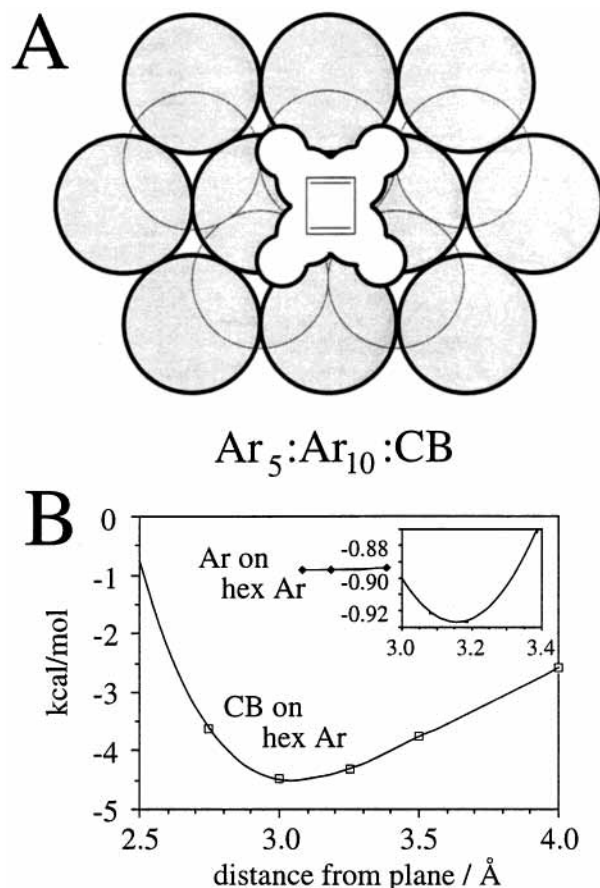 A
Ar5:Ar10:CB
B
0
-1
-2
-3
-4
-5
kcal/mol
Ar on
hex Ar
-0.88
-0.90
-0.92
3.0
3.4
CB on
hex Ar
2.5
3.0
3.5
4.0
distance from plane / Å